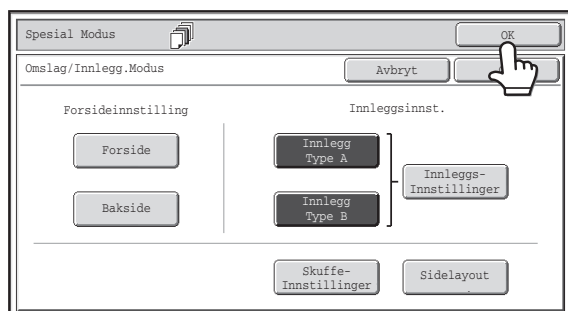 Spesial Modus
OK
Omslag/Innlegg.Modus
Avbryt
Forsideinnstilling
Innleggsinnst.
Forside
Innlegg
Type A
Innleggs-
Innstillinger
Bakside
Innlegg
Type B
Skuffe-
Innstillinger
Sidelayout